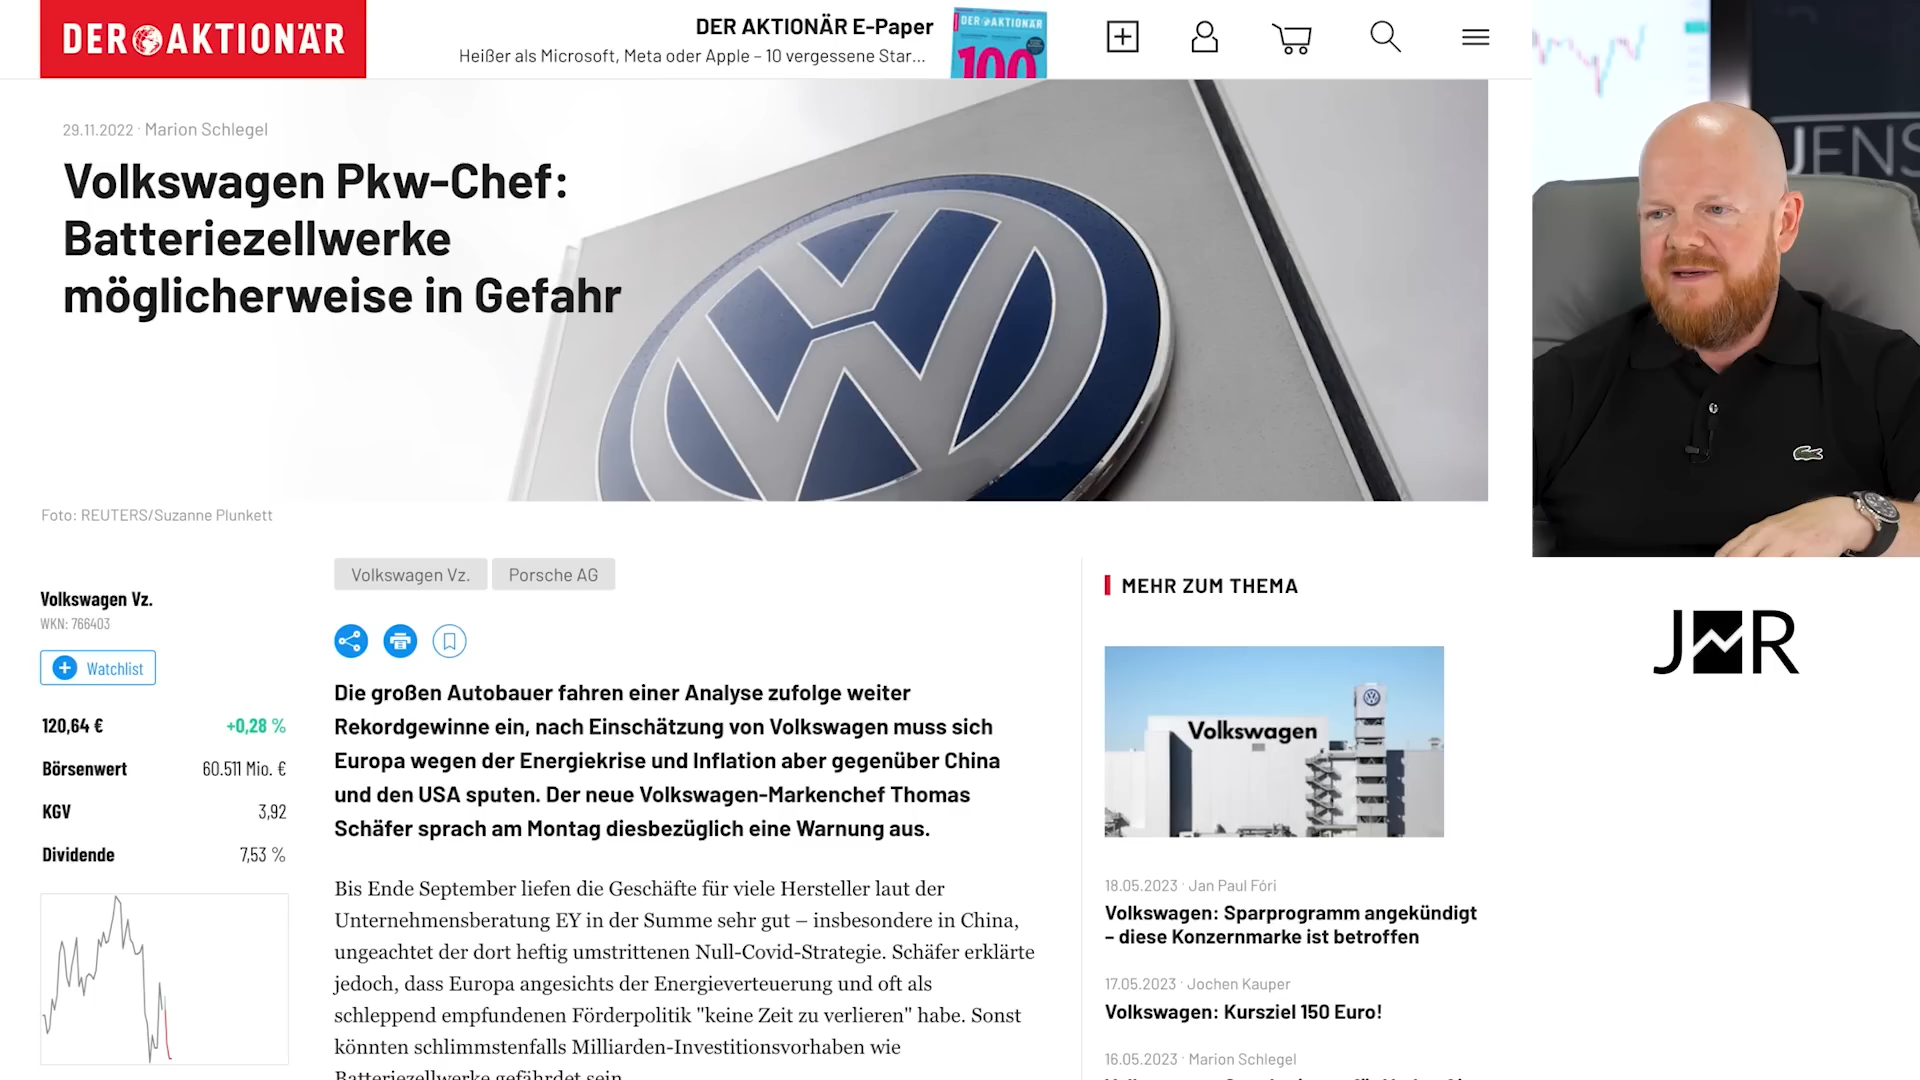 DER AKTIONÄR
DER AKTIONÄR E-Paper
Heißer als Microsoft, Meta oder Apple – 10 vergessene Star...
DER AKTIONÄR
100
29.11.2022 · Marion Schlegel
Volkswagen Pkw-Chef:
Batteriezellwerke
möglicherweise in Gefahr
JENS
Foto: REUTERS/Suzanne Plunkett
Volkswagen Vz.
WKN: 766403
Watchlist
120,64 € +0,28 %
Börsenwert 60.511 Mio. €
KGV 3,92
Dividende 7,53 %
Volkswagen Vz. Porsche AG
Die großen Autobauer fahren einer Analyse zufolge weiter
Rekordgewinne ein, nach Einschätzung von Volkswagen muss sich
Europa wegen der Energiekrise und Inflation aber gegenüber China
und den USA sputen. Der neue Volkswagen-Markenchef Thomas
Schäfer sprach am Montag diesbezüglich eine Warnung aus.
Bis Ende September liefen die Geschäfte für viele Hersteller laut der
Unternehmensberatung EY in der Summe sehr gut – insbesondere in China,
ungeachtet der dort heftig umstrittenen Null-Covid-Strategie. Schäfer erklärte
jedoch, dass Europa angesichts der Energieverteuerung und oft als
schleppend empfundenen Förderpolitik "keine Zeit zu verlieren" habe. Sonst
könnten schlimmstenfalls Milliarden-Investitionsvorhaben wie
Batteriezellwerke gefährdet sein.
MEHR ZUM THEMA
Volkswagen
18.05.2023 · Jan Paul Fóri
Volkswagen: Sparprogramm angekündigt
– diese Konzernmarke ist betroffen
17.05.2023 · Jochen Kauper
Volkswagen: Kursziel 150 Euro!
16.05.2023 · Marion Schlegel
JR